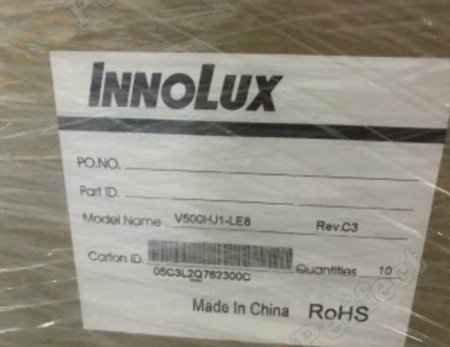 INNOLUX
PO.NO.
Part ID.
Model Name V500HJ1-LE8 Rev.C3
Carton ID.
05C3L2Q762300C Quantities 10
Made In China RoHS